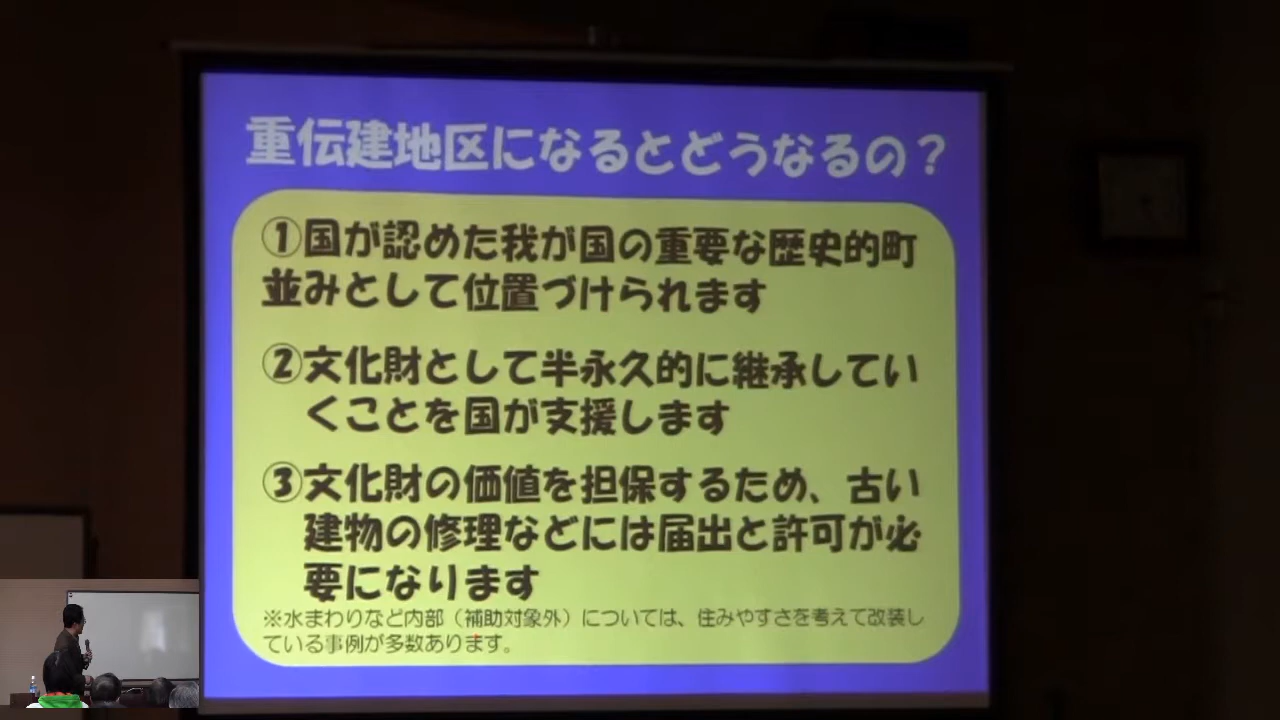 重伝建地区になるとどうなるの？
①国が認めた我が国の重要な歴史的町
並みとして位置づけられます
②文化財として半永久的に継承してい
くことを国が支援します
③文化財の価値を担保するため、古い
建物の修理などには届出と許可が必
要になります
※水まわりなど内部（補助対象外）については、住みやすさを考えて改装し
ている事例が多数あります。